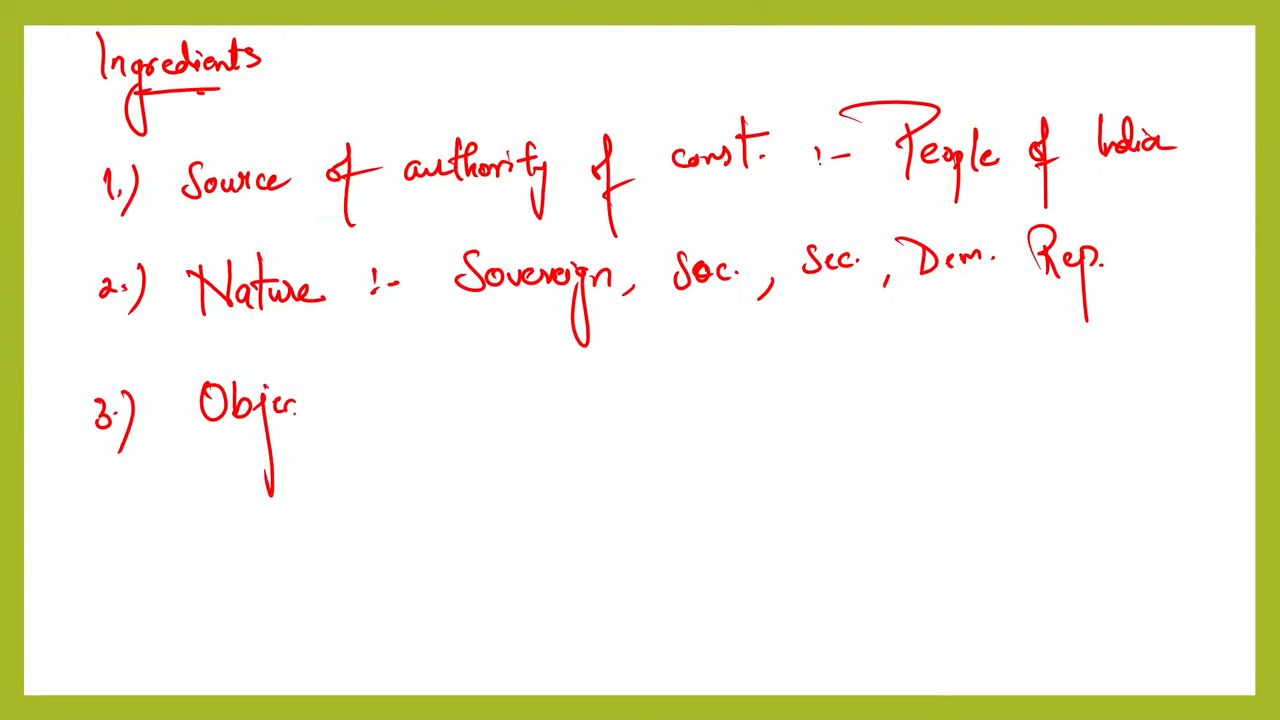 Ingredients
1.) Source of authority of const. :- People of India
2.) Nature :- Sovereign, Soc., Sec., Dem. Rep.
3.) Objec